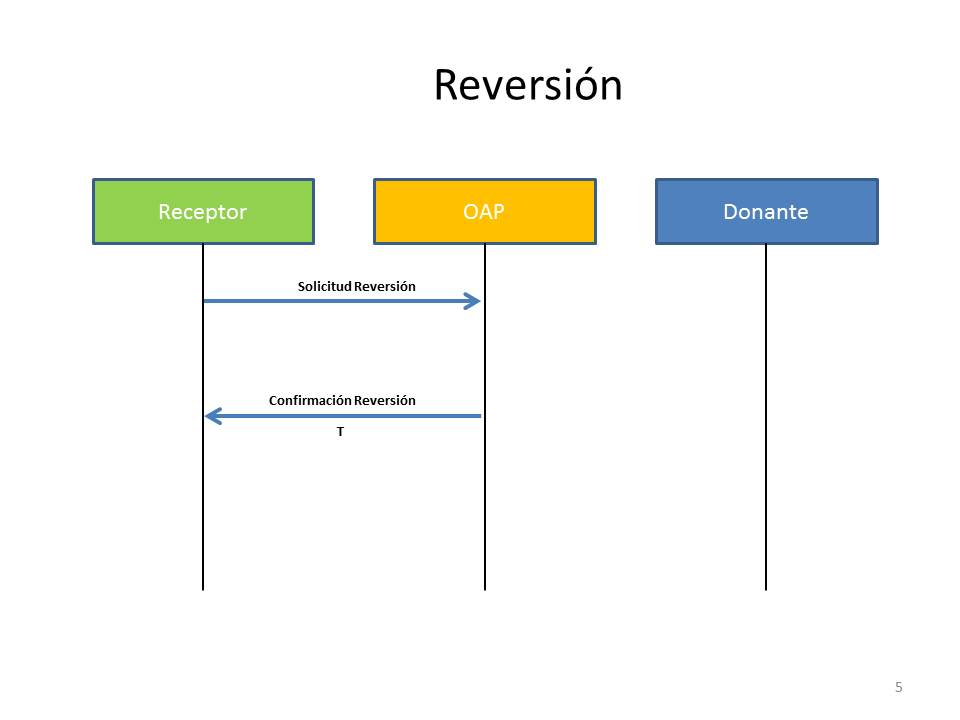 Reversión
Receptor
OAP
Donante
Solicitud Reversión
Confirmación Reversión
T
5